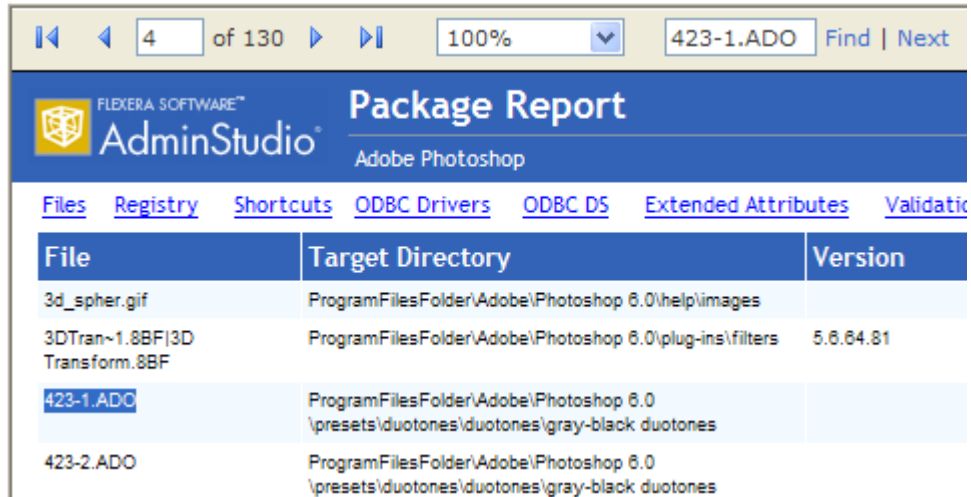 4 of 130 100% 423-1.ADO Find | Next
FLEXERA SOFTWARE™
AdminStudio®
Package Report
Adobe Photoshop
Files Registry Shortcuts ODBC Drivers ODBC DS Extended Attributes Validatio
File Target Directory Version
3d_spher.gif ProgramFilesFolder\Adobe\Photoshop 6.0\help\images
3DTran~1.8BF|3D ProgramFilesFolder\Adobe\Photoshop 6.0\plug-ins\filters 5.6.64.81
Transform.8BF
423-1.ADO ProgramFilesFolder\Adobe\Photoshop 6.0
\presets\duotones\duotones\gray-black duotones
423-2.ADO ProgramFilesFolder\Adobe\Photoshop 6.0
\presets\duotones\duotones\gray-black duotones